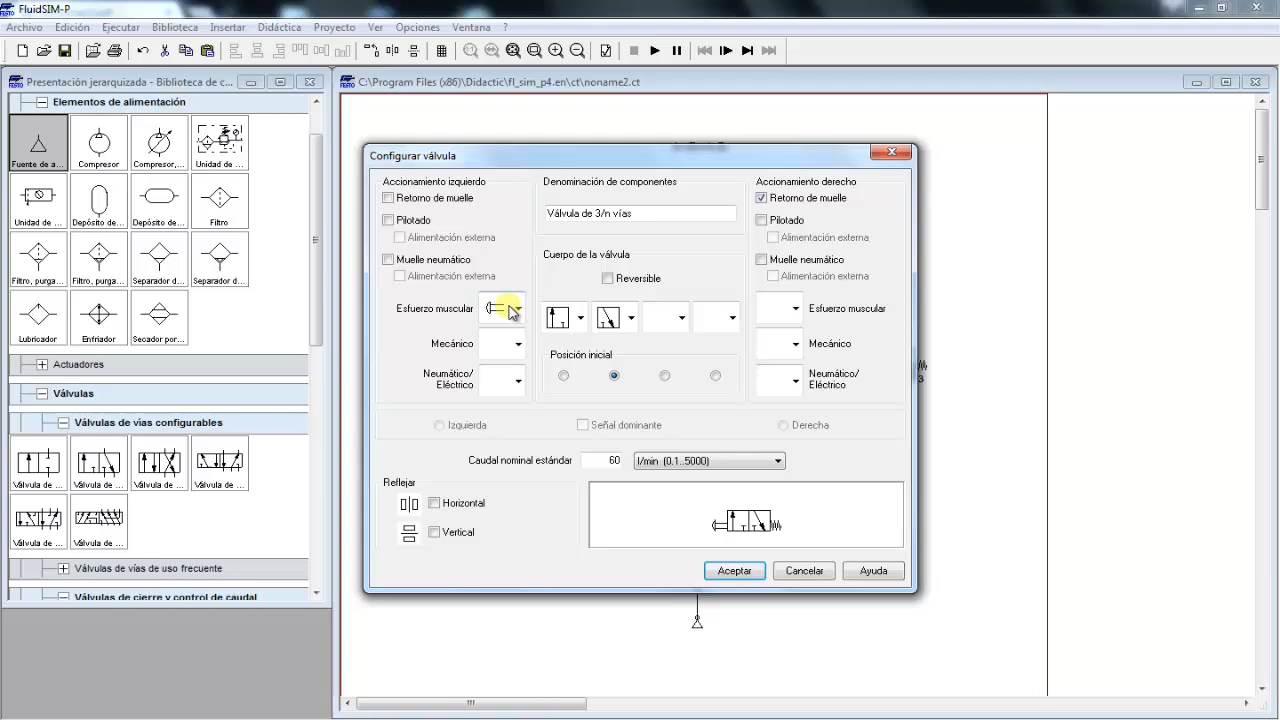 FluidSIM-P
Archivo Edición Ejecutar Biblioteca Insertar Didáctica Proyecto Ver Opciones Ventana ?
Presentación jerarquizada - Biblioteca de c...
C:\Program Files (x86)\Didactic\fl_sim_p4.en\ct\noname2.ct
Elementos de alimentación
Fuente de a... Compresor Compresor,... Unidad de ...
Unidad de ... Depósito de ... Depósito de ... Filtro
Filtro, purga... Filtro, purga... Separador d... Separador d...
Lubricador Enfriador Secador por...
Actuadores
Válvulas
Válvulas de vías configurables
Válvula de ... Válvula de ... Válvula de ... Válvula de ...
Válvula de ... Válvula de ...
Válvulas de vías de uso frecuente
Válvulas de cierre y control de caudal
Configurar válvula
Accionamiento izquierdo
Retorno de muelle
Pilotado
Alimentación externa
Muelle neumático
Alimentación externa
Esfuerzo muscular
Mecánico
Neumático/
Eléctrico
Denominación de componentes
Válvula de 3/n vías
Cuerpo de la válvula
Reversible
Posición inicial
Accionamiento derecho
Retorno de muelle
Pilotado
Alimentación externa
Muelle neumático
Alimentación externa
Esfuerzo muscular
Mecánico
Neumático/
Eléctrico
Izquierda Señal dominante Derecha
Caudal nominal estándar 60 l/min (0.1..5000)
Reflejar
Horizontal
Vertical
Aceptar Cancelar Ayuda
3